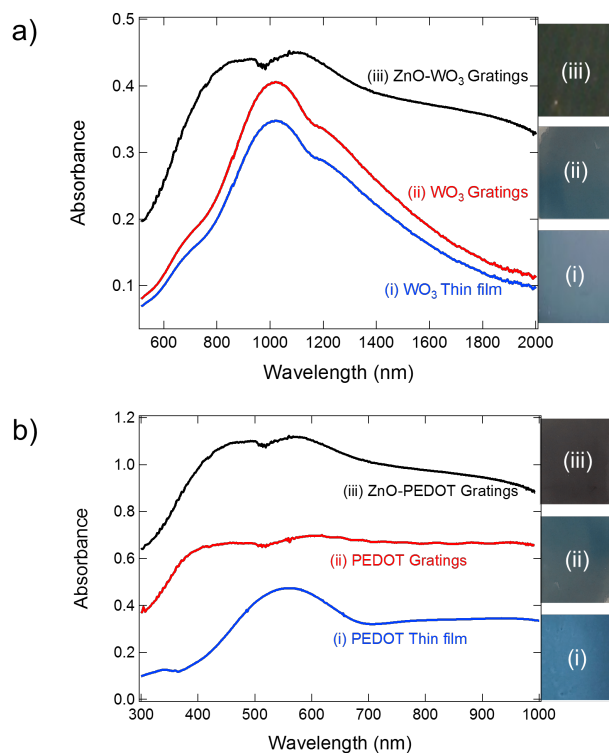 a)
0.5
0.4
0.3
0.2
0.1
Absorbance
(iii) ZnO-WO₃ Gratings
(ii) WO₃ Gratings
(i) WO₃ Thin film
600 800 1000 1200 1400 1600 1800 2000
Wavelength (nm)
(iii)
(ii)
(i)
b)
1.2
1.0
0.8
0.6
0.4
0.2
0.0
Absorbance
(iii) ZnO-PEDOT Gratings
(ii) PEDOT Gratings
(i) PEDOT Thin film
300 400 500 600 700 800 900 1000
Wavelength (nm)
(iii)
(ii)
(i)